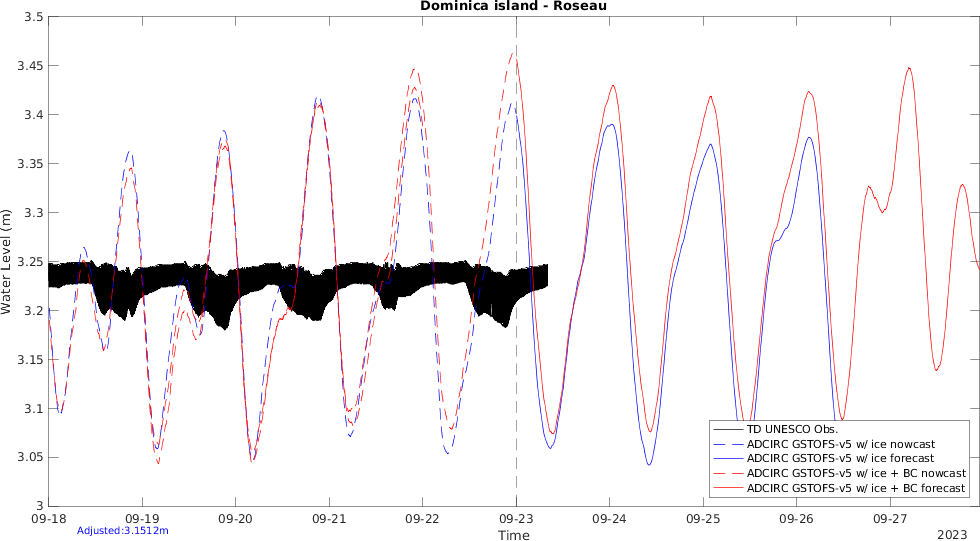 Dominica island - Roseau
3.5
3.45
3.4
3.35
3.3
3.25
3.2
3.15
3.1
3.05
3
Water Level (m)
TD UNESCO Obs.
ADCIRC GSTOFS-v5 w/ ice nowcast
ADCIRC GSTOFS-v5 w/ ice forecast
ADCIRC GSTOFS-v5 w/ ice + BC nowcast
ADCIRC GSTOFS-v5 w/ ice + BC forecast
09-18 09-19 09-20 09-21 09-22 09-23 09-24 09-25 09-26 09-27
Adjusted:3.1512m
Time
2023